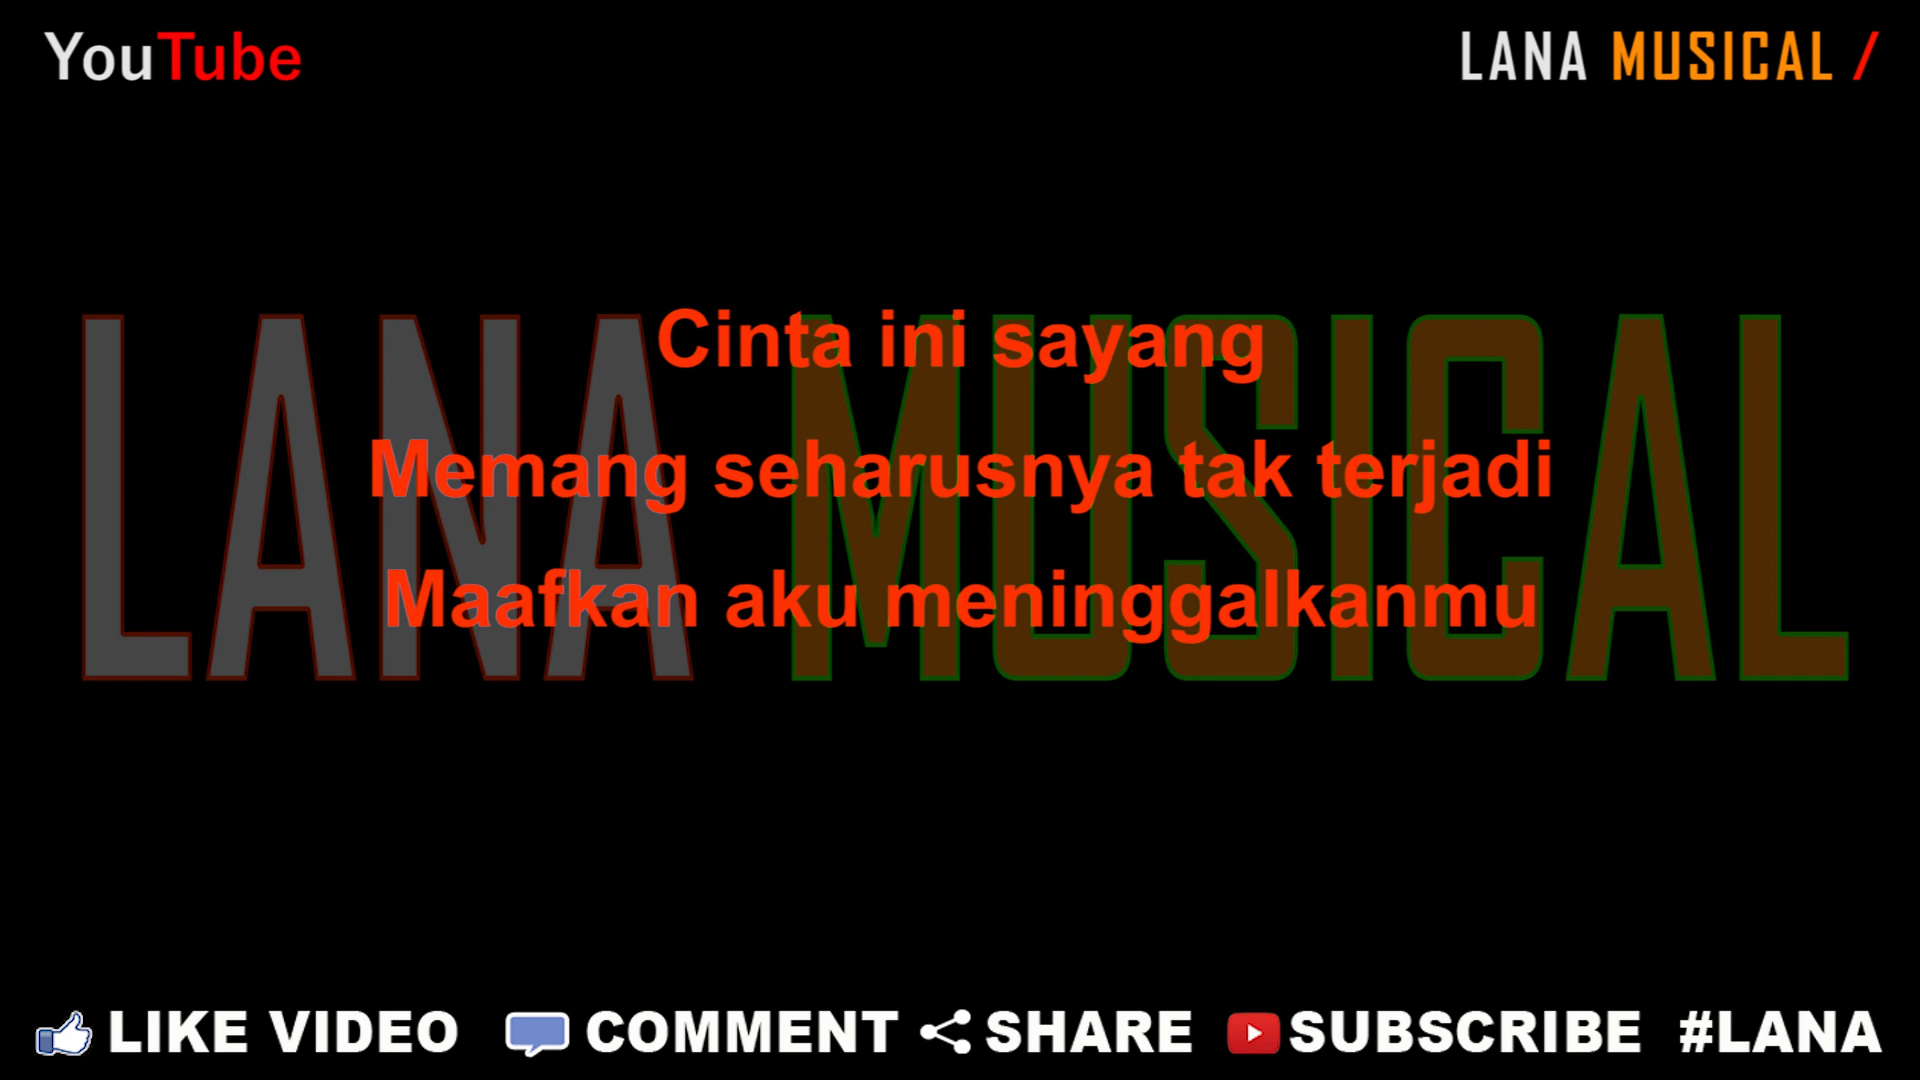 YouTube
LANA MUSICAL /
LANA MUSICAL
Cinta ini sayang
Memang seharusnya tak terjadi
Maafkan aku meninggalkanmu
LIKE VIDEO COMMENT SHARE SUBSCRIBE #LANA